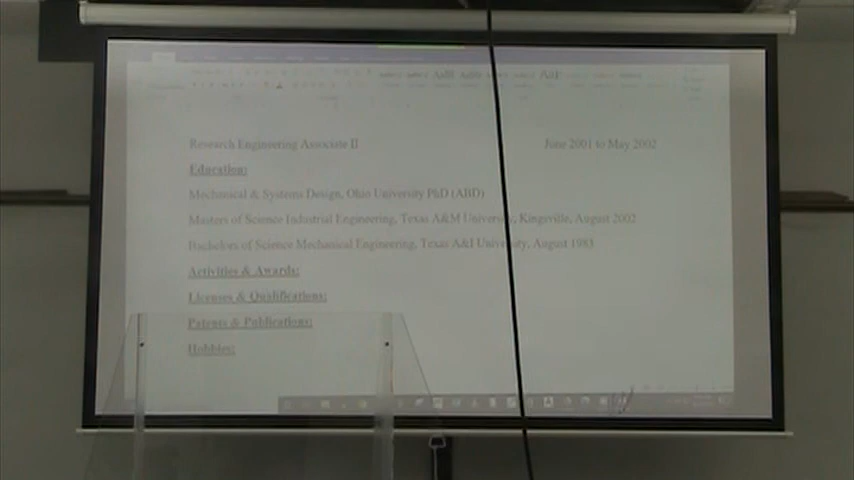 Research Engineering Associate II June 2001 to May 2002
Education:
Mechanical & Systems Design, Ohio University PhD (ABD)
Masters of Science Industrial Engineering, Texas A&M University, Kingsville, August 2002
Bachelors of Science Mechanical Engineering, Texas A&I University, August 1983
Activities & Awards:
Licenses & Qualifications:
Patents & Publications:
Hobbies: